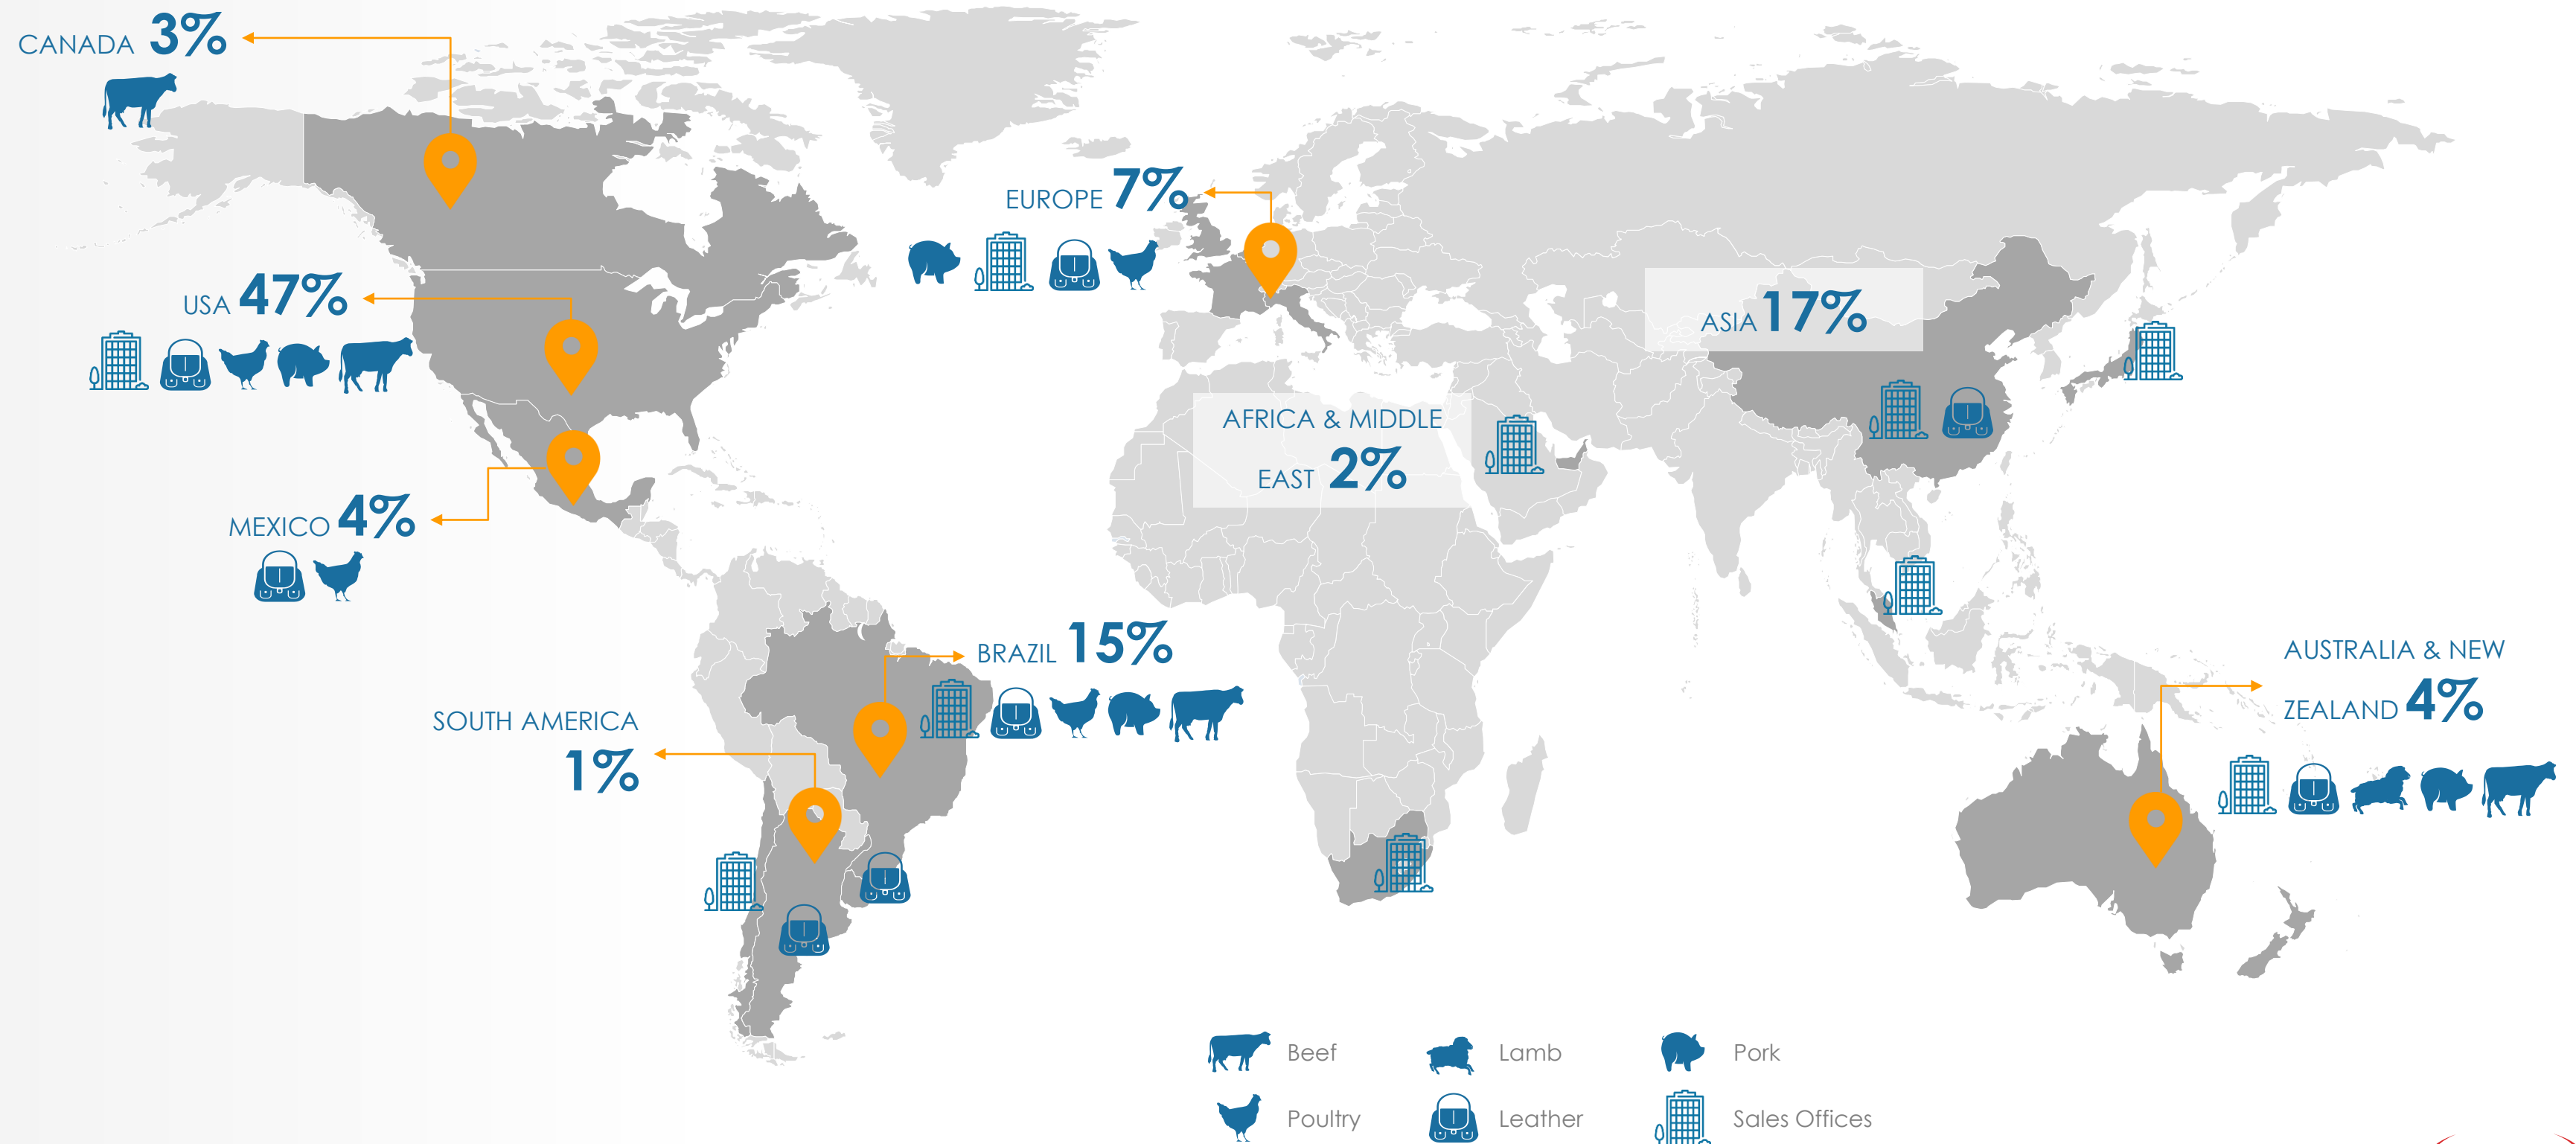 CANADA 3%
EUROPE 7%
USA 47%
ASIA 17%
AFRICA & MIDDLE
EAST 2%
MEXICO 4%
BRAZIL 15%
AUSTRALIA & NEW
ZEALAND 4%
SOUTH AMERICA
1%
Beef
Lamb
Pork
Poultry
Leather
Sales Offices